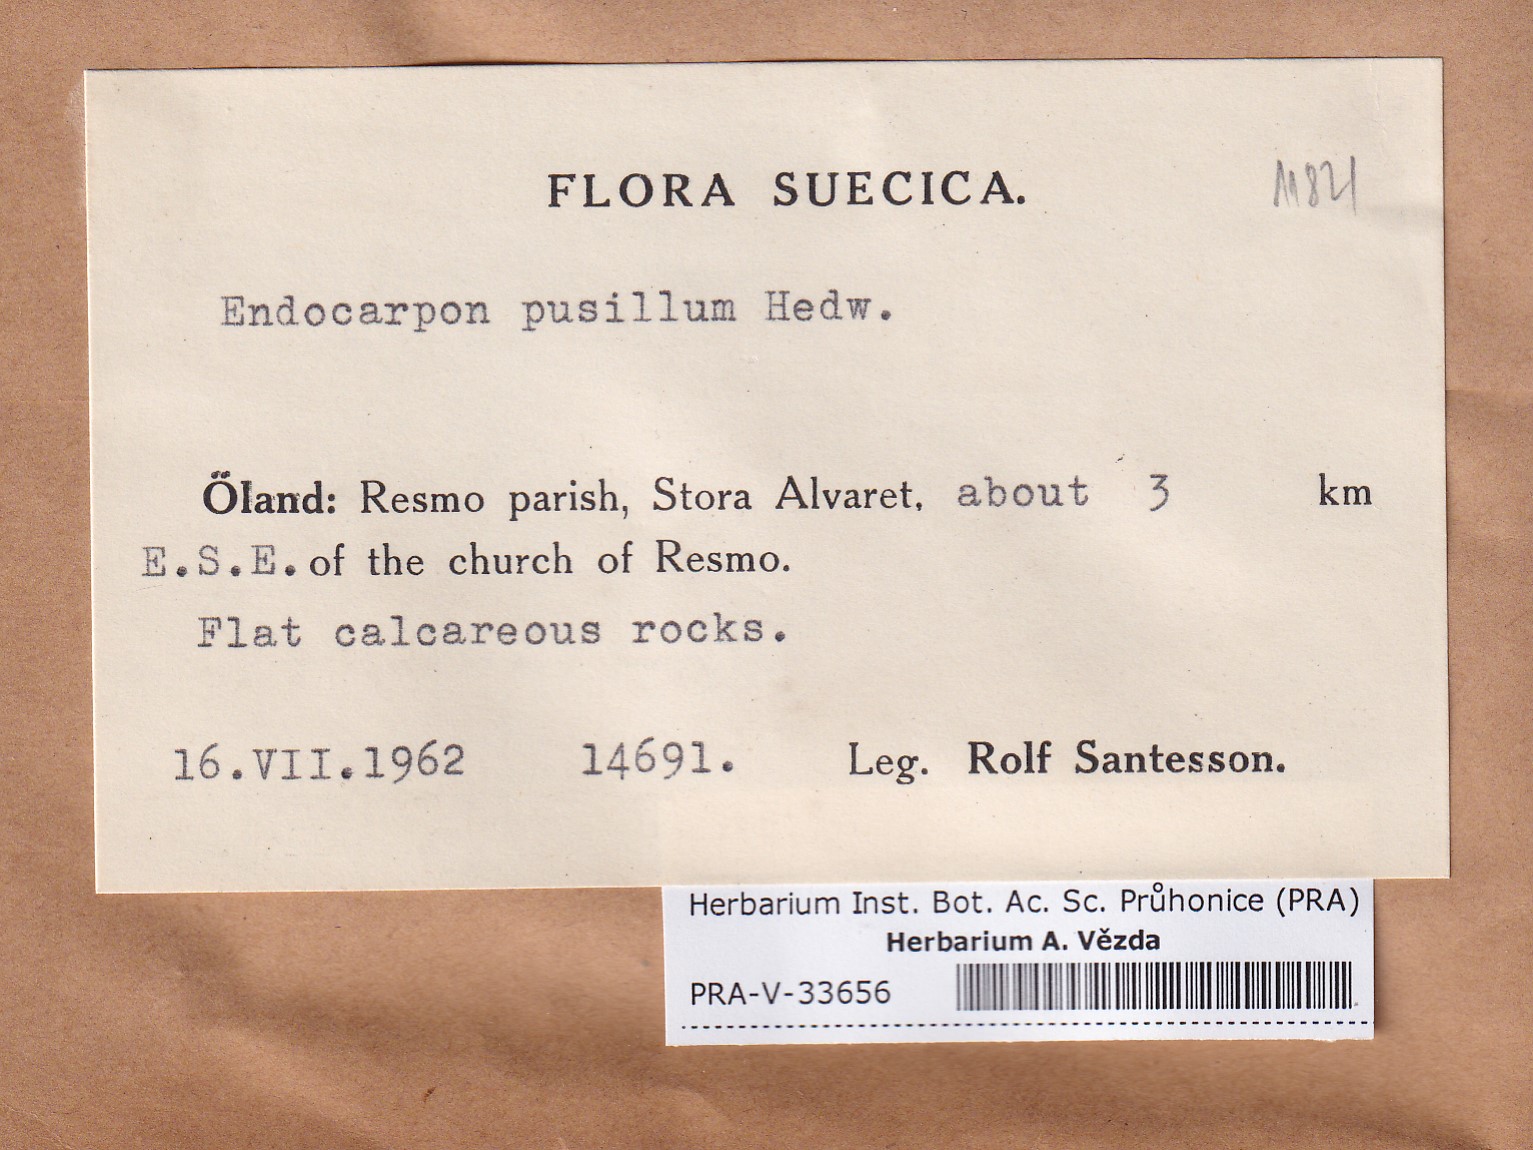 FLORA SUECICA.
11821
Endocarpon pusillum Hedw.
Öland: Resmo parish, Stora Alvaret, about 3 km
E.S.E. of the church of Resmo.
Flat calcareous rocks.
16.VII.1962 14691. Leg. Rolf Santesson.
Herbarium Inst. Bot. Ac. Sc. Průhonice (PRA)
Herbarium A. Vězda
PRA-V-33656